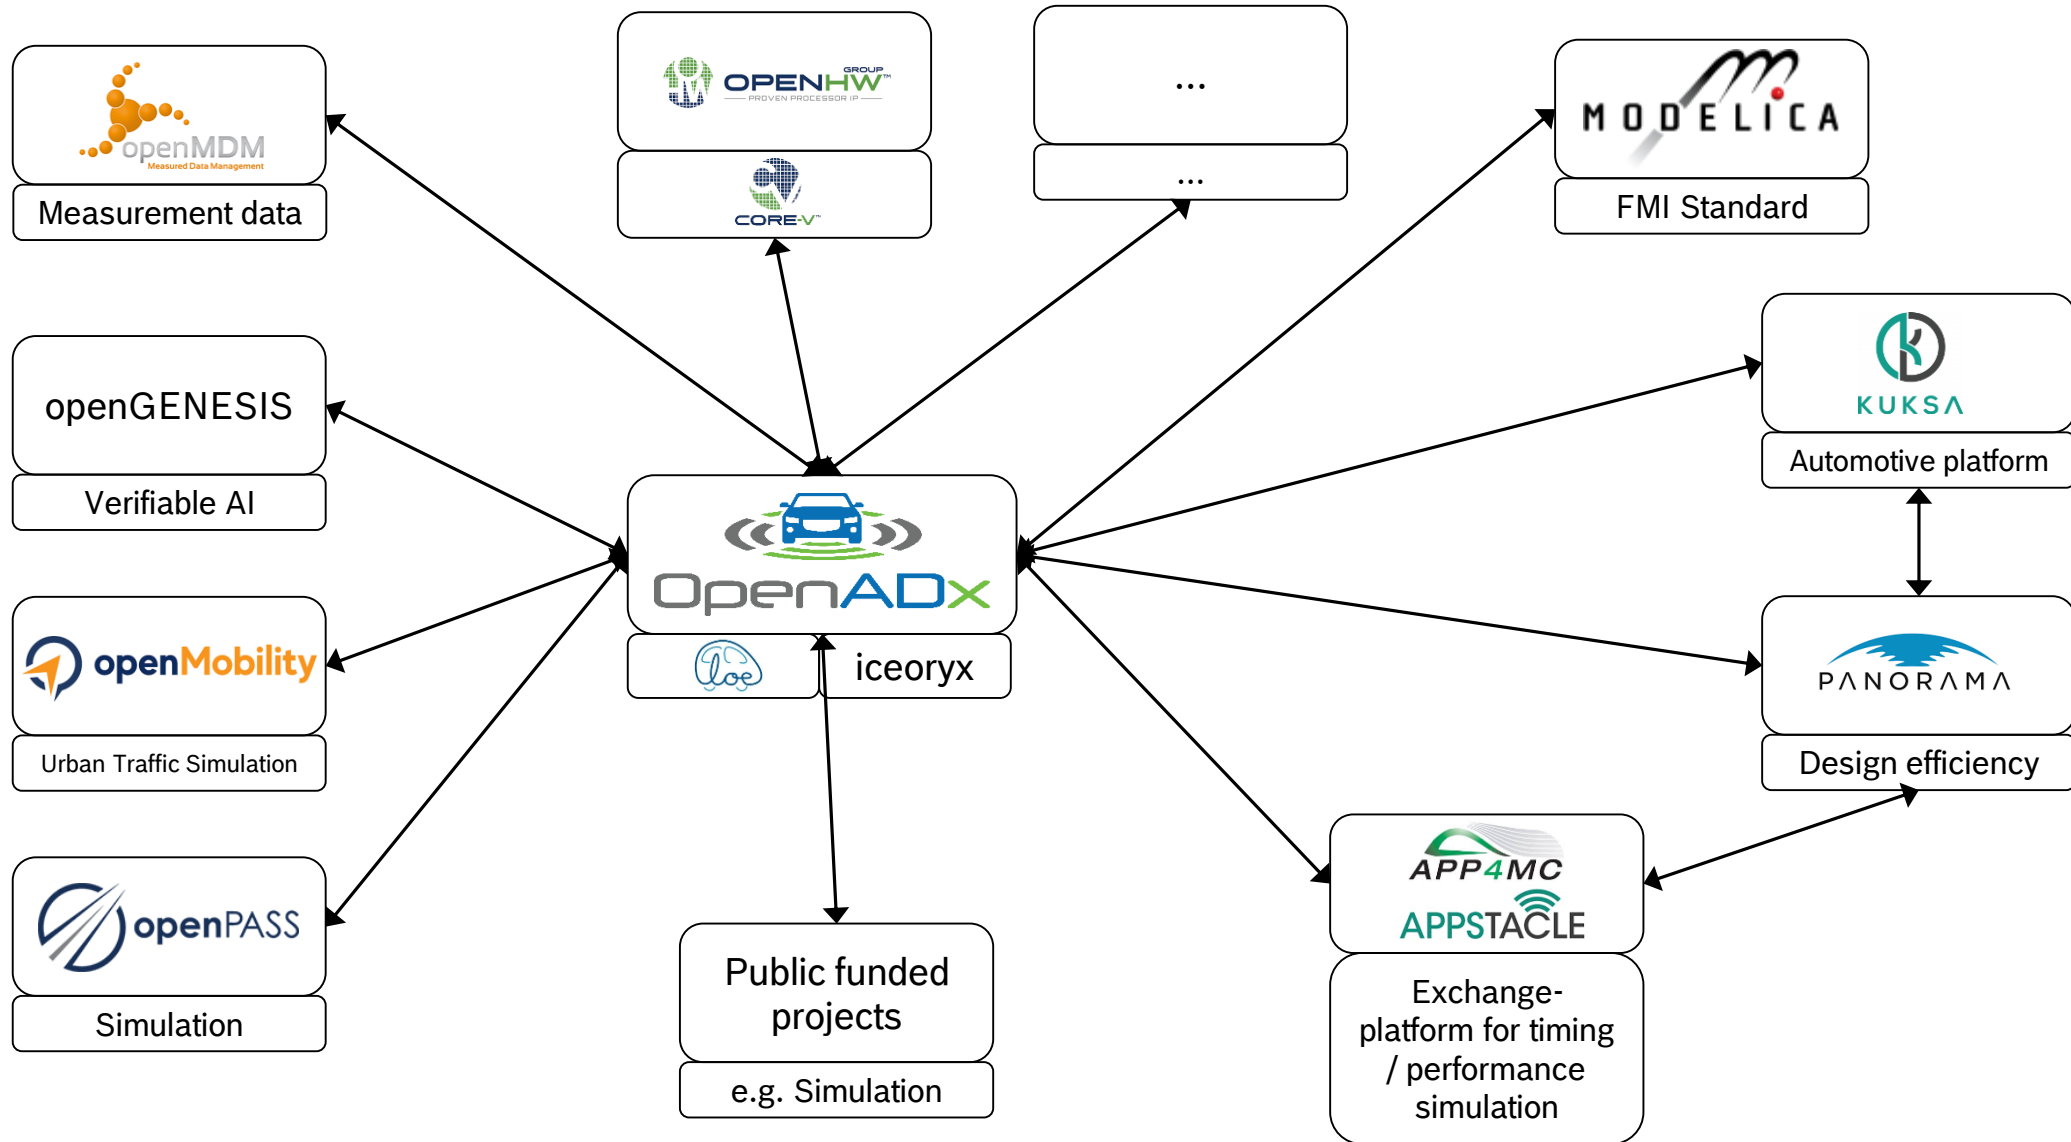 openMDM
Measured Data Management
Measurement data
GROUP
OPENHW™
PROVEN PROCESSOR IP
CORE-V™
...
...
MODELICA
FMI Standard
openGENESIS
Verifiable AI
KUKSA
Automotive platform
OpenADx
iceoryx
openMobility
Urban Traffic Simulation
PANORAMA
Design efficiency
openPASS
Simulation
Public funded
projects
e.g. Simulation
APP4MC
APPSTACLE
Exchange-
platform for timing
/ performance
simulation